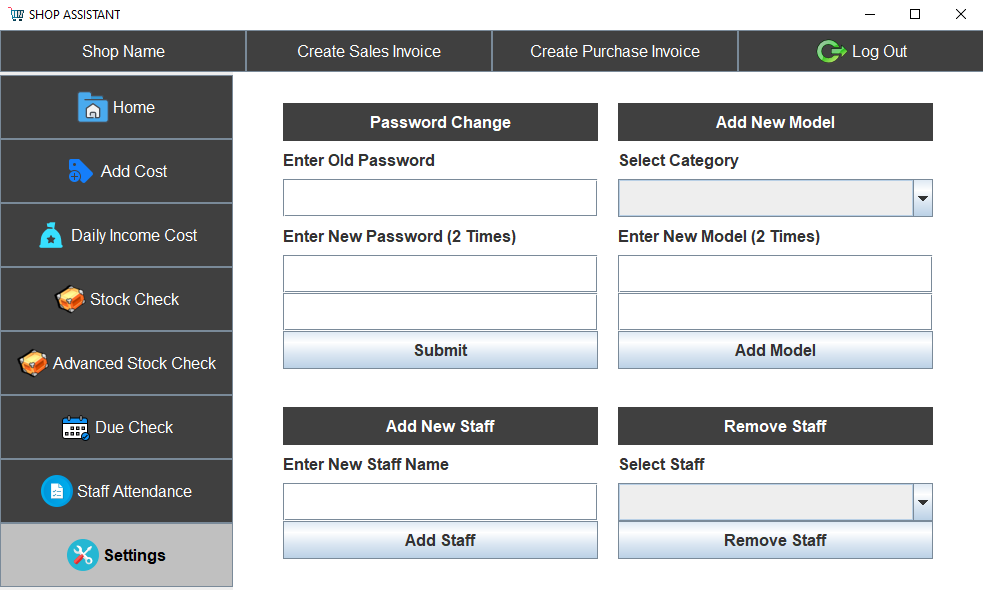 SHOP ASSISTANT
Shop Name
Create Sales Invoice
Create Purchase Invoice
Log Out
Home
Add Cost
Daily Income Cost
Stock Check
Advanced Stock Check
Due Check
Staff Attendance
Settings
Password Change
Enter Old Password
Enter New Password (2 Times)
Submit
Add New Model
Select Category
Enter New Model (2 Times)
Add Model
Add New Staff
Enter New Staff Name
Add Staff
Remove Staff
Select Staff
Remove Staff